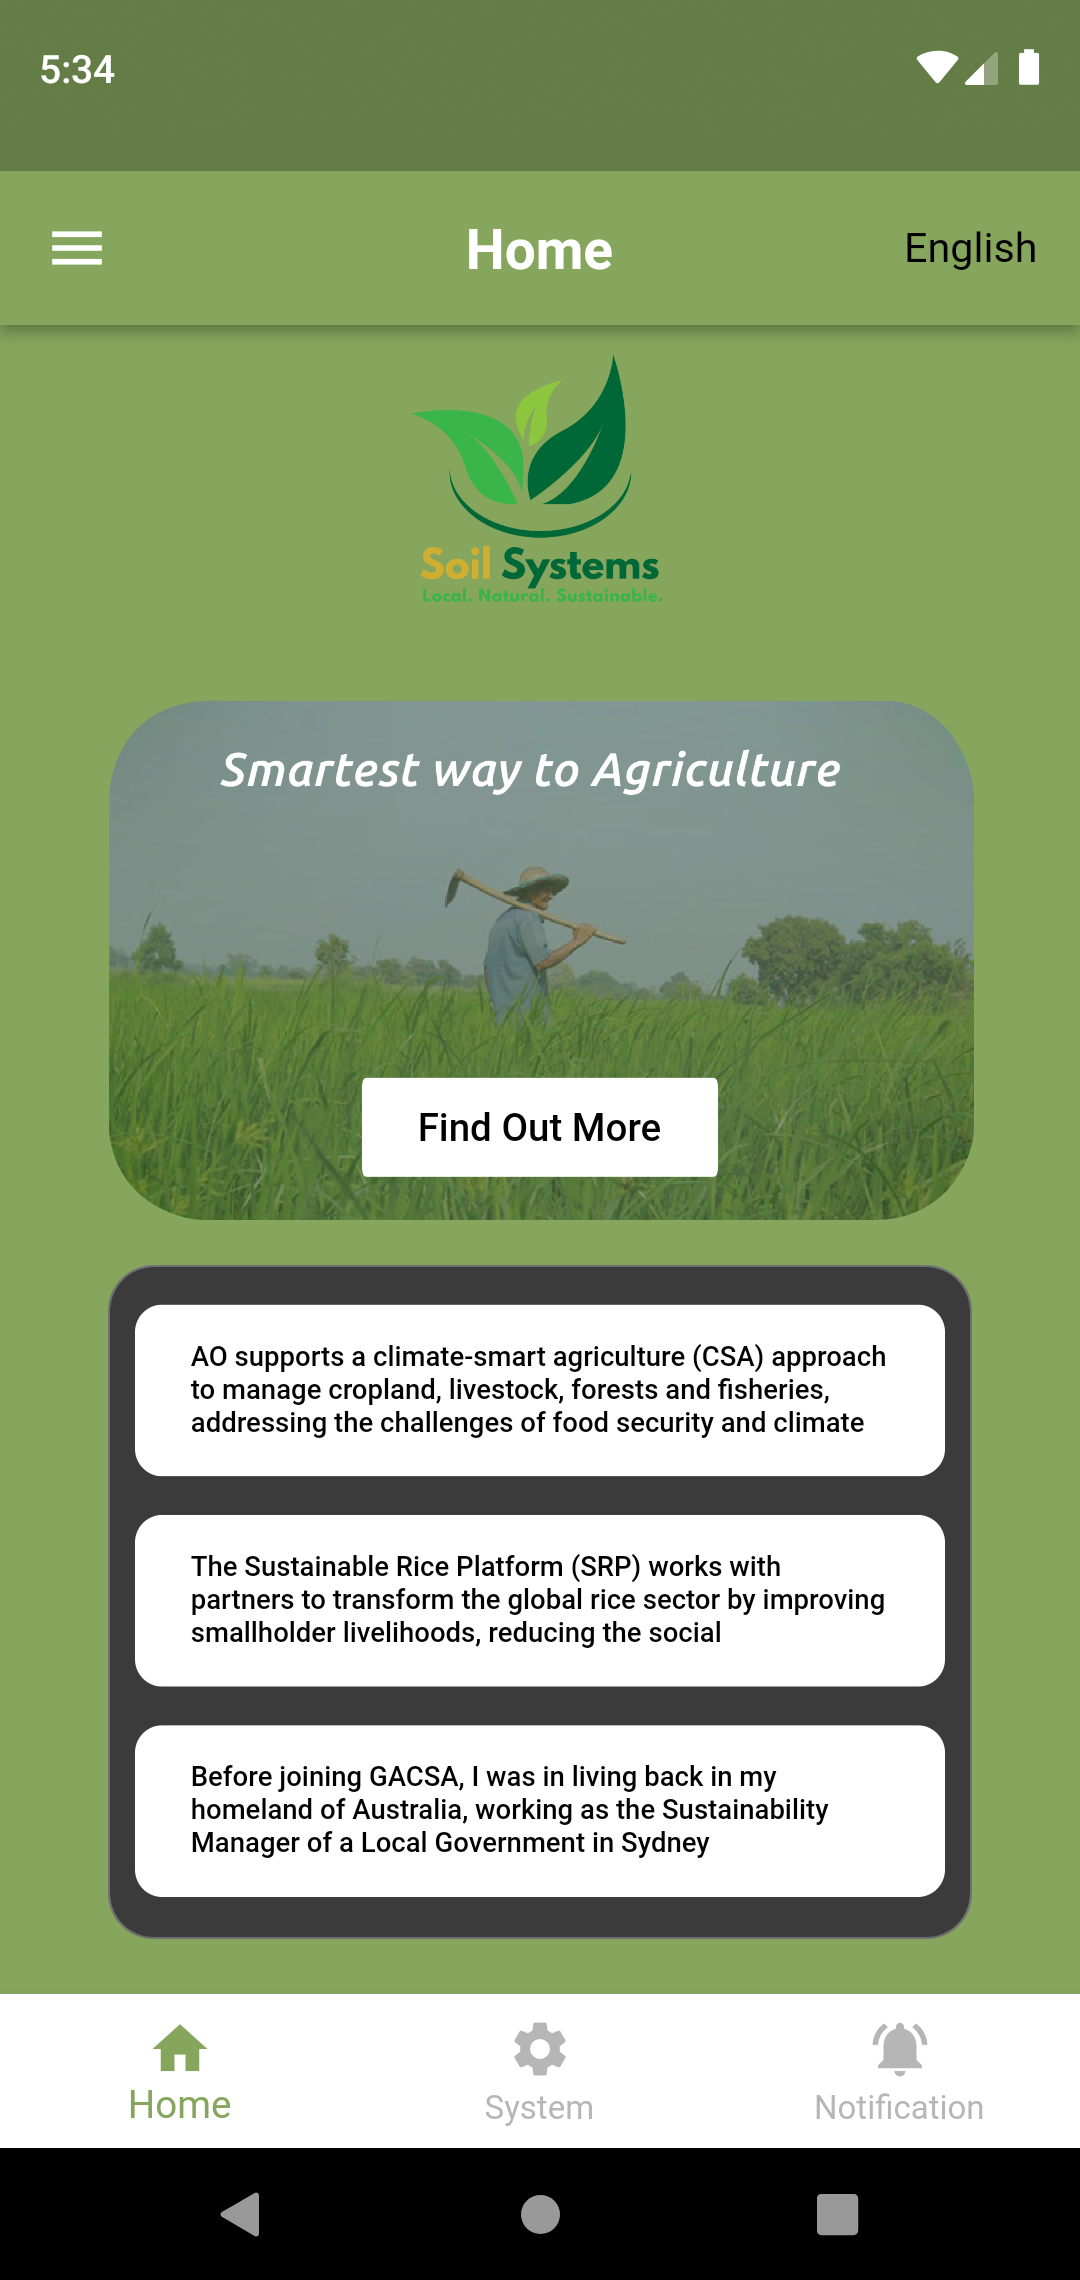 5:34
Home
English
Soil Systems
Local. Natural. Sustainable.
Smartest way to Agriculture
Find Out More
AO supports a climate-smart agriculture (CSA) approach
to manage cropland, livestock, forests and fisheries,
addressing the challenges of food security and climate
The Sustainable Rice Platform (SRP) works with
partners to transform the global rice sector by improving
smallholder livelihoods, reducing the social
Before joining GACSA, I was in living back in my
homeland of Australia, working as the Sustainability
Manager of a Local Government in Sydney
Home
System
Notification